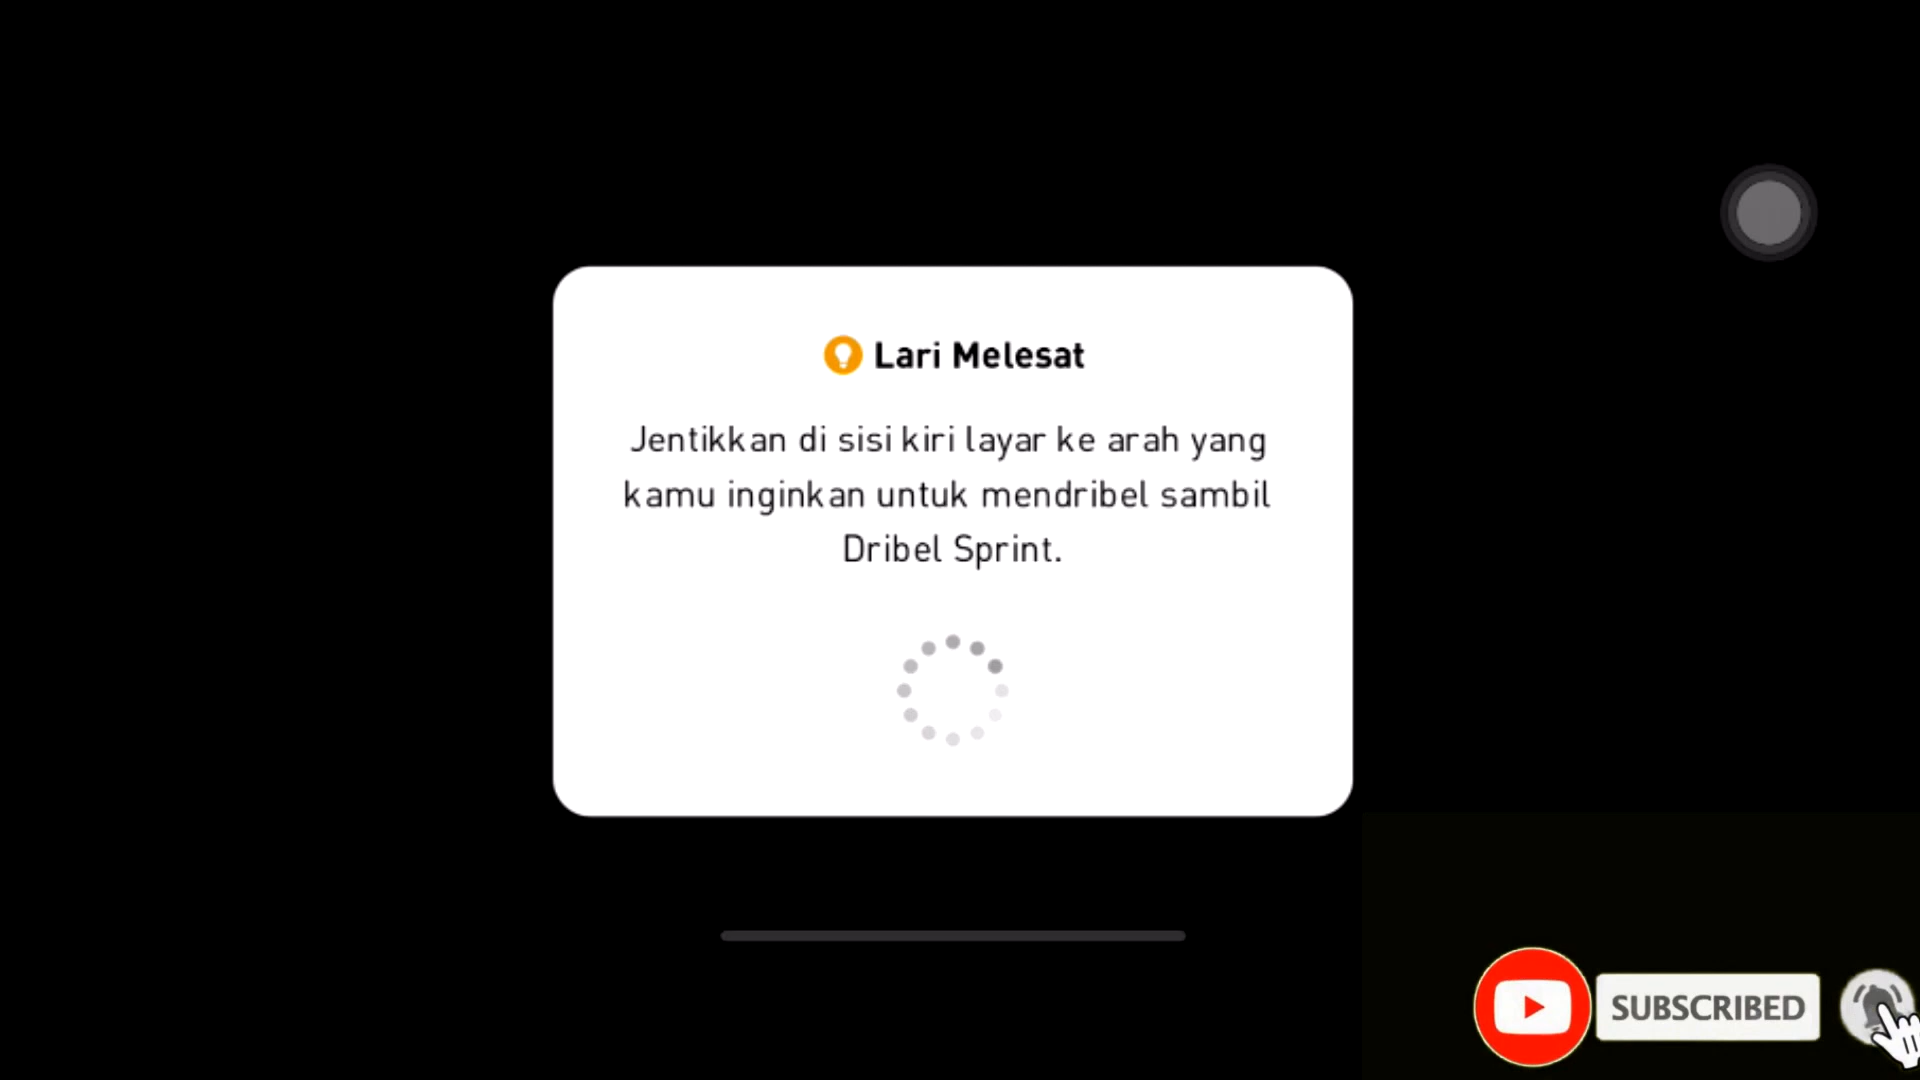 Lari Melesat
Jentikkan di sisi kiri layar ke arah yang
kamu inginkan untuk mendribel sambil
Dribel Sprint.
SUBSCRIBED